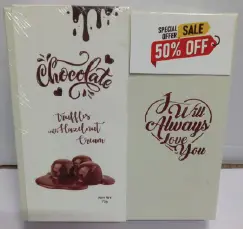 Chocolate
Truffles
with Hazelnut
Cream
SPECIAL
OFFER
SALE
50% OFF
I Will
Always
Love
You